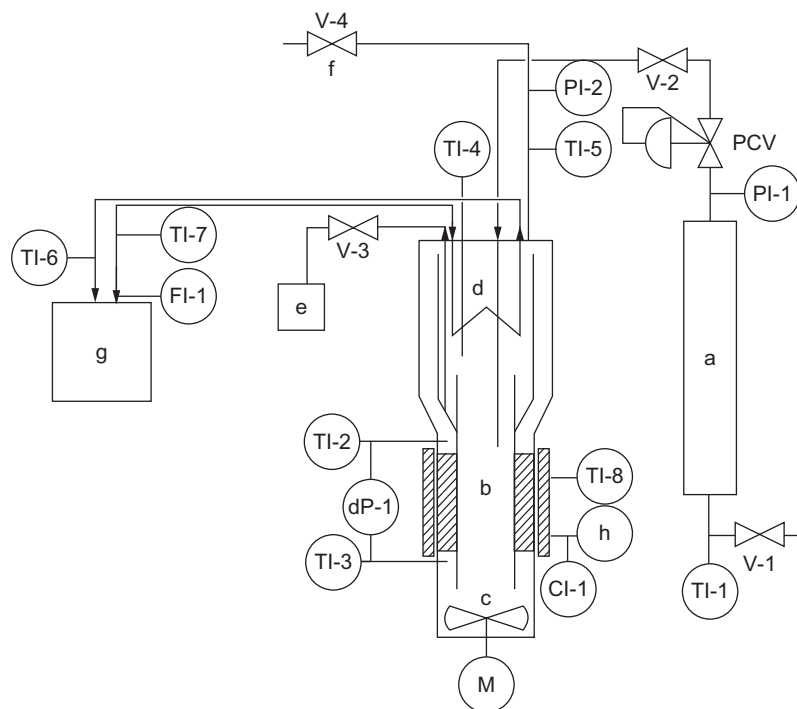 V-4
f
PI-2
V-2
TI-4
TI-5
PCV
PI-1
TI-7
TI-6
V-3
FI-1
e
d
g
a
TI-2
TI-8
b
dP-1
h
TI-3
c
CI-1
V-1
TI-1
M